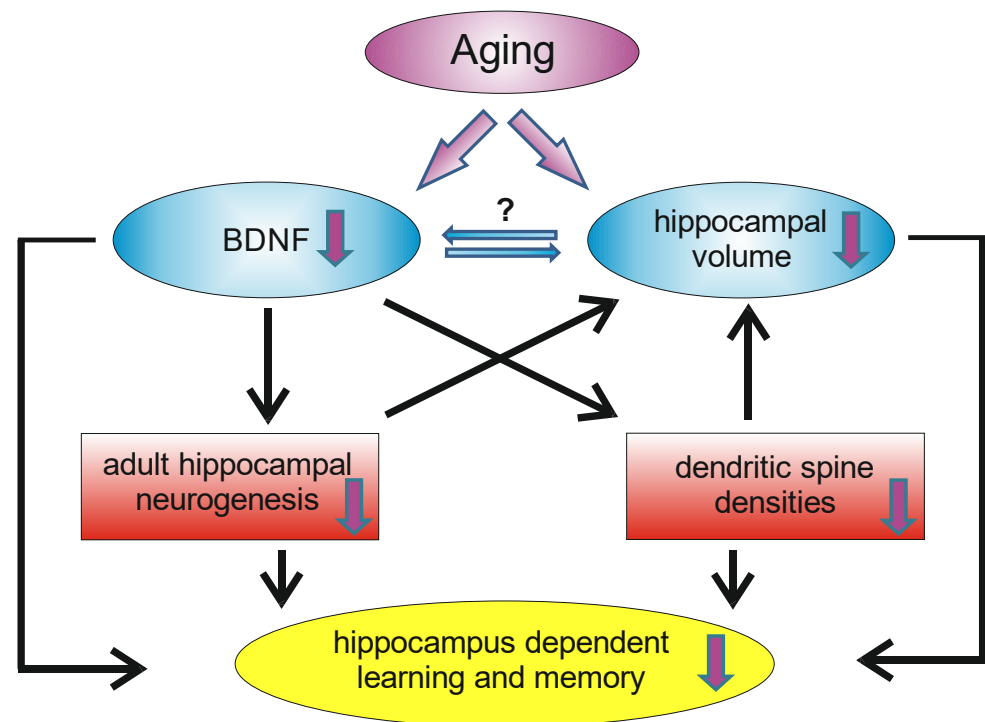 Aging
?
BDNF
hippocampal
volume
adult hippocampal
neurogenesis
dendritic spine
densities
hippocampus dependent
learning and memory